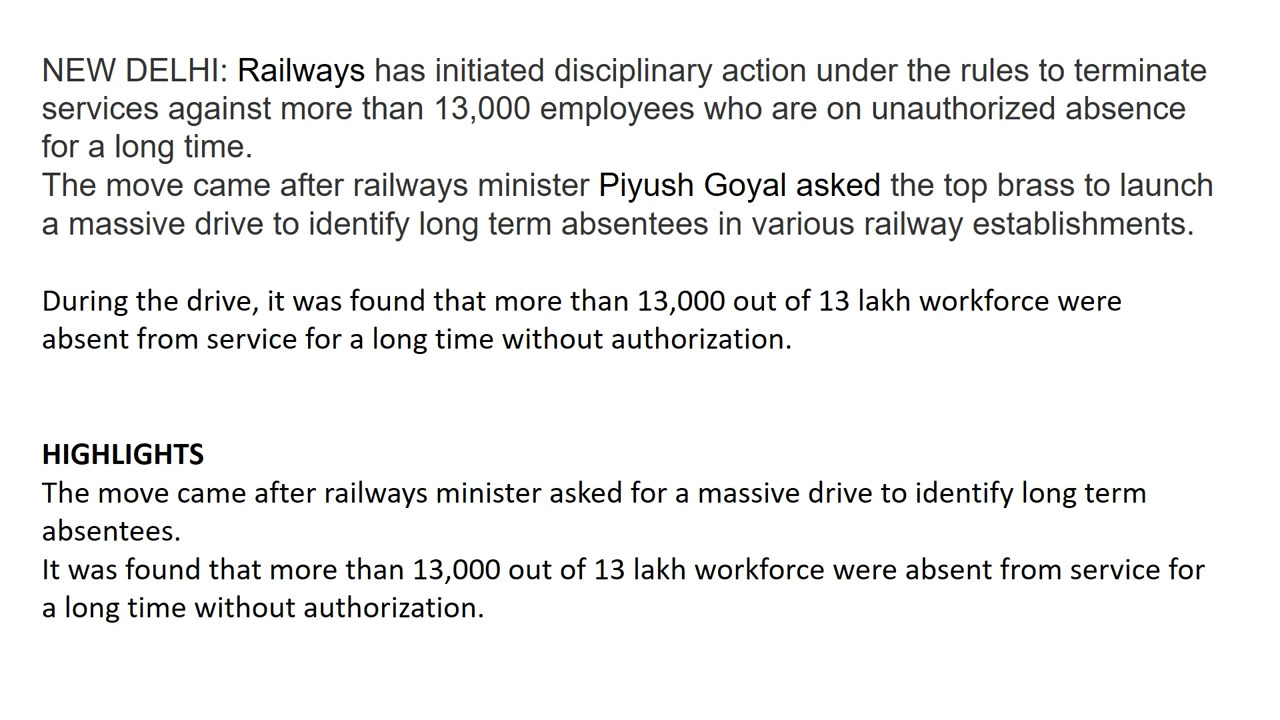 NEW DELHI: Railways has initiated disciplinary action under the rules to terminate
services against more than 13,000 employees who are on unauthorized absence
for a long time.
The move came after railways minister Piyush Goyal asked the top brass to launch
a massive drive to identify long term absentees in various railway establishments.
During the drive, it was found that more than 13,000 out of 13 lakh workforce were
absent from service for a long time without authorization.
HIGHLIGHTS
The move came after railways minister asked for a massive drive to identify long term
absentees.
It was found that more than 13,000 out of 13 lakh workforce were absent from service for
a long time without authorization.